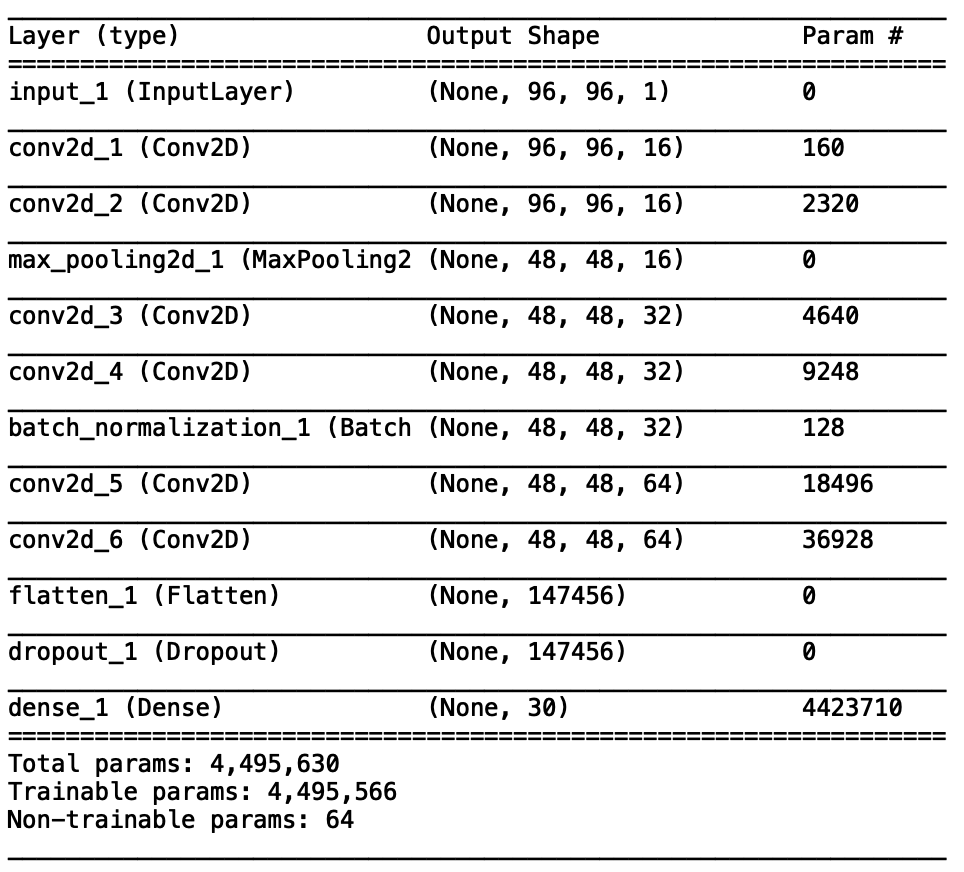 Layer (type) Output Shape Param #
=================================================================
input_1 (InputLayer) (None, 96, 96, 1) 0
conv2d_1 (Conv2D) (None, 96, 96, 16) 160
conv2d_2 (Conv2D) (None, 96, 96, 16) 2320
max_pooling2d_1 (MaxPooling2 (None, 48, 48, 16) 0
conv2d_3 (Conv2D) (None, 48, 48, 32) 4640
conv2d_4 (Conv2D) (None, 48, 48, 32) 9248
batch_normalization_1 (Batch (None, 48, 48, 32) 128
conv2d_5 (Conv2D) (None, 48, 48, 64) 18496
conv2d_6 (Conv2D) (None, 48, 48, 64) 36928
flatten_1 (Flatten) (None, 147456) 0
dropout_1 (Dropout) (None, 147456) 0
dense_1 (Dense) (None, 30) 4423710
=================================================================
Total params: 4,495,630
Trainable params: 4,495,566
Non-trainable params: 64